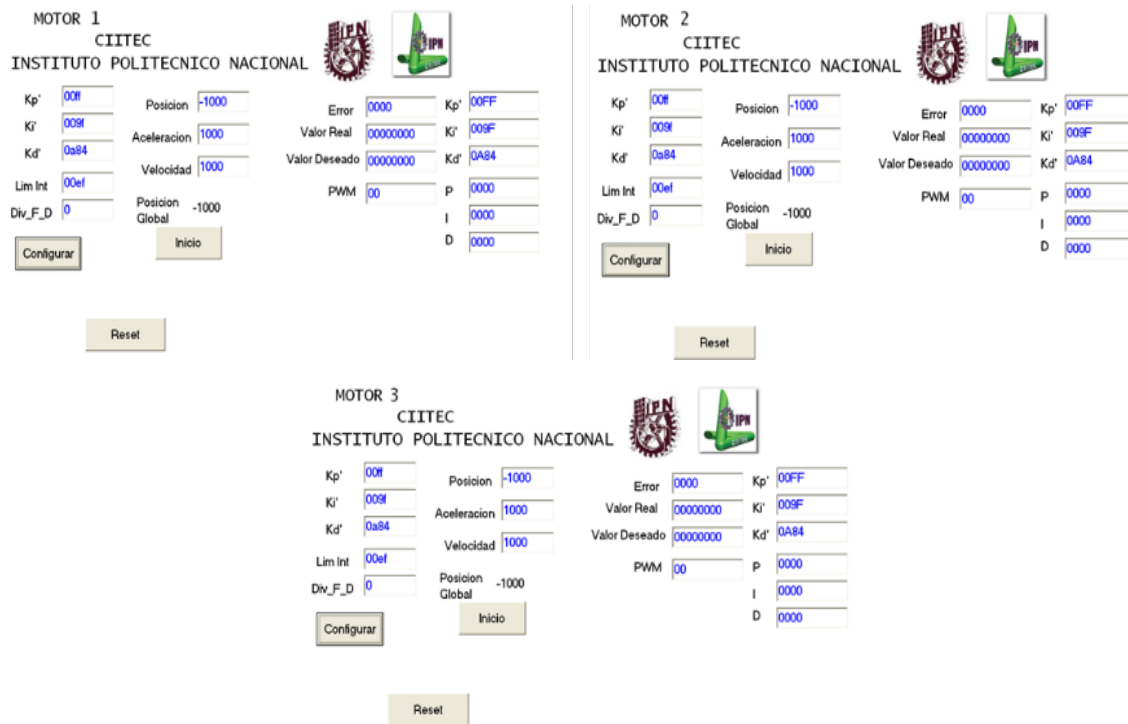 MOTOR 1
CIITEC
INSTITUTO POLITECNICO NACIONAL
IPN
IPN
Kp' 00ff Posicion -1000 Error 0000 Kp' 00FF
Ki' 009f Aceleracion 1000 Valor Real 00000000 Ki' 009F
Kd' 0a84 Velocidad 1000 Valor Deseado 00000000 Kd' 0A84
Lim Int 00ef Posicion Global -1000 PWM 00 P 0000
Div_F_D 0 I 0000
Configurar Inicio D 0000
Reset
MOTOR 2
CIITEC
INSTITUTO POLITECNICO NACIONAL
IPN
IPN
Kp' 00ff Posicion -1000 Error 0000 Kp' 00FF
Ki' 009f Aceleracion 1000 Valor Real 00000000 Ki' 009F
Kd' 0a84 Velocidad 1000 Valor Deseado 00000000 Kd' 0A84
Lim Int 00ef Posicion Global -1000 PWM 00 P 0000
Div_F_D 0 I 0000
Configurar Inicio D 0000
Reset
MOTOR 3
CIITEC
INSTITUTO POLITECNICO NACIONAL
IPN
IPN
Kp' 00ff Posicion -1000 Error 0000 Kp' 00FF
Ki' 009f Aceleracion 1000 Valor Real 00000000 Ki' 009F
Kd' 0a84 Velocidad 1000 Valor Deseado 00000000 Kd' 0A84
Lim Int 00ef Posicion Global -1000 PWM 00 P 0000
Div_F_D 0 I 0000
Configurar Inicio D 0000
Reset